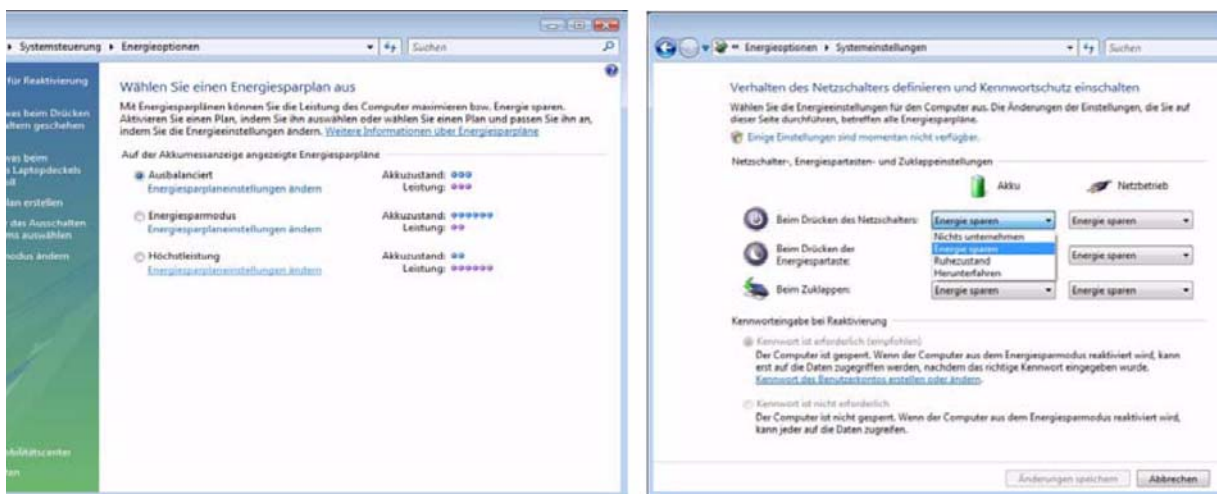 Systemsteuerung ▸ Energieoptionen
Suchen
für Reaktivierung
was beim Drücken
geschehen
was beim
Laptopdeckels
erstellen
das Ausschalten
auswählen
ändern
Wählen Sie einen Energiesparplan aus
Mit Energiesparplänen können Sie die Leistung des Computer maximieren bzw. Energie sparen.
Aktivieren Sie einen Plan, indem Sie ihn auswählen oder wählen Sie einen Plan und passen Sie ihn an,
indem Sie die Energieeinstellungen ändern. Weitere Informationen über Energiesparpläne
Auf der Akkumessanzeige angezeigte Energiesparpläne
Ausbalanciert Akkuzustand:
Energiesparplaneinstellungen ändern Leistung:
Energiesparmodus Akkuzustand:
Energiesparplaneinstellungen ändern Leistung:
Höchstleistung Akkuzustand:
Energiesparplaneinstellungen ändern Leistung:
Energieoptionen ▸ Systemeinstellungen
Suchen
Verhalten des Netzschalters definieren und Kennwortschutz einschalten
Wählen Sie die Energieeinstellungen für den Computer aus. Die Änderungen der Einstellungen, die Sie auf
dieser Seite durchführen, betreffen alle Energiesparpläne.
Einige Einstellungen sind momentan nicht verfügbar.
Netzschalter-, Energiespartasten- und Zuklappeinstellungen
Akku Netzbetrieb
Beim Drücken des Netzschalters: Energie sparen Energie sparen
Nichts unternehmen
Energie sparen
Ruhezustand
Herunterfahren
Beim Drücken der
Energiespartaste: Energie sparen
Beim Zuklappen: Energie sparen Energie sparen
Kennworteingabe bei Reaktivierung
Kennwort ist erforderlich (empfohlen)
Der Computer ist gesperrt. Wenn der Computer aus dem Energiesparmodus reaktiviert wird, kann
erst auf die Daten zugegriffen werden, nachdem das richtige Kennwort eingegeben wurde.
Kennwort des Benutzerkontos erstellen oder ändern.
Kennwort ist nicht erforderlich
Der Computer ist nicht gesperrt. Wenn der Computer aus dem Energiesparmodus reaktiviert wird,
kann jeder auf die Daten zugreifen.
Änderungen speichern Abbrechen